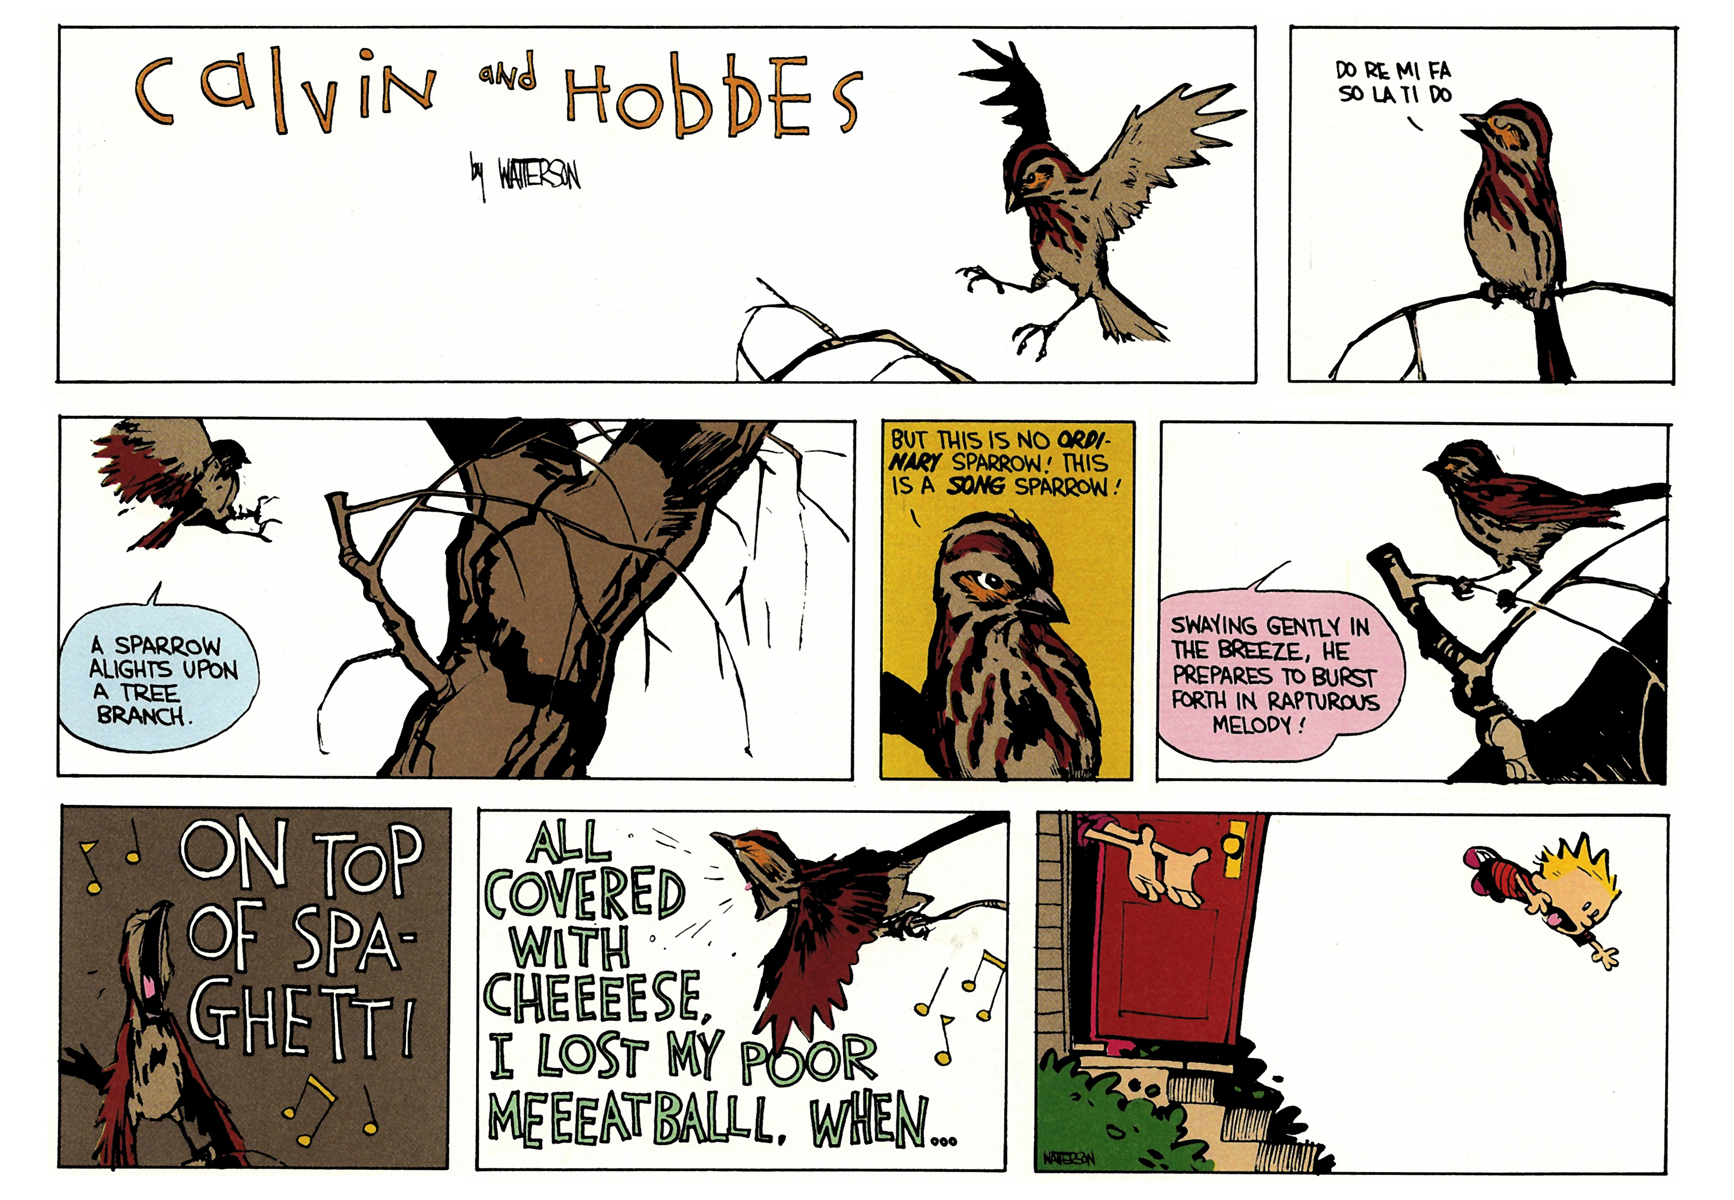 CALVIN and HOBBES
by WATTERSON
DO RE MI FA
SO LA TI DO
A SPARROW
ALIGHTS UPON
A TREE
BRANCH.
BUT THIS IS NO ORDI-
NARY SPARROW! THIS
IS A SONG SPARROW!
SWAYING GENTLY IN
THE BREEZE, HE
PREPARES TO BURST
FORTH IN RAPTUROUS
MELODY!
ON TOP
OF SPA-
GHETTI
ALL
COVERED
WITH
CHEEEESE,
I LOST MY POOR
MEEEATBALLL. WHEN...
WATTERSON